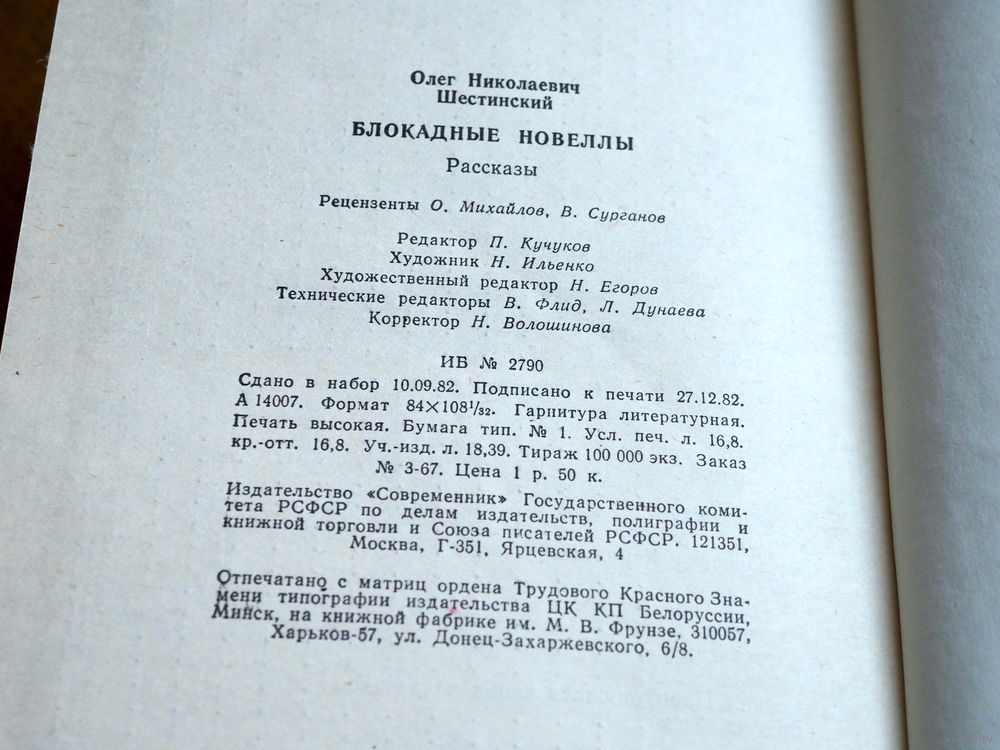 Олег Николаевич
Шестинский
БЛОКАДНЫЕ НОВЕЛЛЫ
Рассказы
Рецензенты О. Михайлов, В. Сурганов
Редактор П. Кучуков
Художник Н. Ильенко
Художественный редактор Н. Егоров
Технические редакторы В. Флид, Л. Дунаева
Корректор Н. Волошинова
ИБ № 2790
Сдано в набор 10.09.82. Подписано к печати 27.12.82.
А 14007. Формат 84×108¹/₃₂. Гарнитура литературная.
Печать высокая. Бумага тип. № 1. Усл. печ. л. 16,8.
кр.-отт. 16,8. Уч.-изд. л. 18,39. Тираж 100 000 экз. Заказ
№ 3-67. Цена 1 р. 50 к.
Издательство «Современник» Государственного коми-
тета РСФСР по делам издательств, полиграфии и
книжной торговли и Союза писателей РСФСР. 121351,
Москва, Г-351, Ярцевская, 4
Отпечатано с матриц ордена Трудового Красного Зна-
мени типографии издательства ЦК КП Белоруссии,
Минск, на книжной фабрике им. М. В. Фрунзе, 310057,
Харьков-57, ул. Донец-Захаржевского, 6/8.